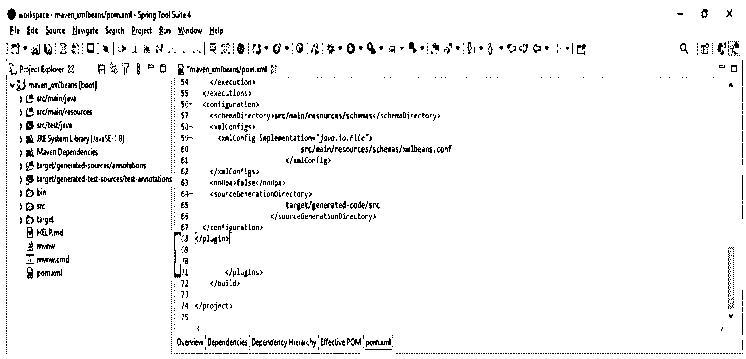 workspace - maven_xmlbeans/pom.xml - Spring Tool Suite 4
File Edit Source Navigate Search Project Run Window Help
Project Explorer
maven_xmlbeans [boot]
src/main/java
src/main/resources
src/test/java
JRE System Library [JavaSE-1.8]
Maven Dependencies
target/generated-sources/annotations
target/generated-test-sources/test-annotations
bin
src
target
HELP.md
mvnw
mvnw.cmd
pom.xml
*maven_xmlbeans/pom.xml
54 </execution>
55 </executions>
56 <configuration>
57 <schemaDirectory>src/main/resources/schemas</schemaDirectory>
58 <xmlConfigs>
59 <xmlConfig implementation="java.io.File">
60 src/main/resources/schemas/xmlbeans.conf
61 </xmlConfig>
62 </xmlConfigs>
63 <noUpa>false</noUpa>
64 <sourceGenerationDirectory>
65 target/generated-code/src
66 </sourceGenerationDirectory>
67 </configuration>
68 </plugin>
69
70
71 </plugins>
72 </build>
73
74 </project>
75
Overview Dependencies Dependency Hierarchy Effective POM pom.xml